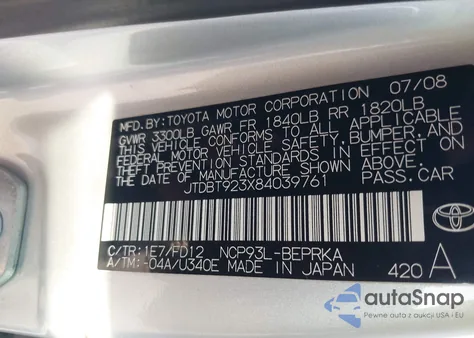 MFD. BY: TOYOTA MOTOR CORPORATION 07/08
GVWR 3300LB GAWR FR 1840LB RR 1820LB
THIS VEHICLE CONFORMS TO ALL APPLICABLE
FEDERAL MOTOR VEHICLE SAFETY, BUMPER, AND
THEFT PREVENTION STANDARDS IN EFFECT ON
THE DATE OF MANUFACTURE SHOWN ABOVE.
JTDBT923X84039761 PASS.CAR
C/TR: 1E7/FD12 NCP93L-BEPRKA
A/TM: -04A/U340E MADE IN JAPAN 420 A
TOYOTA
autoSnap
Pewne auta z aukcji USA i EU